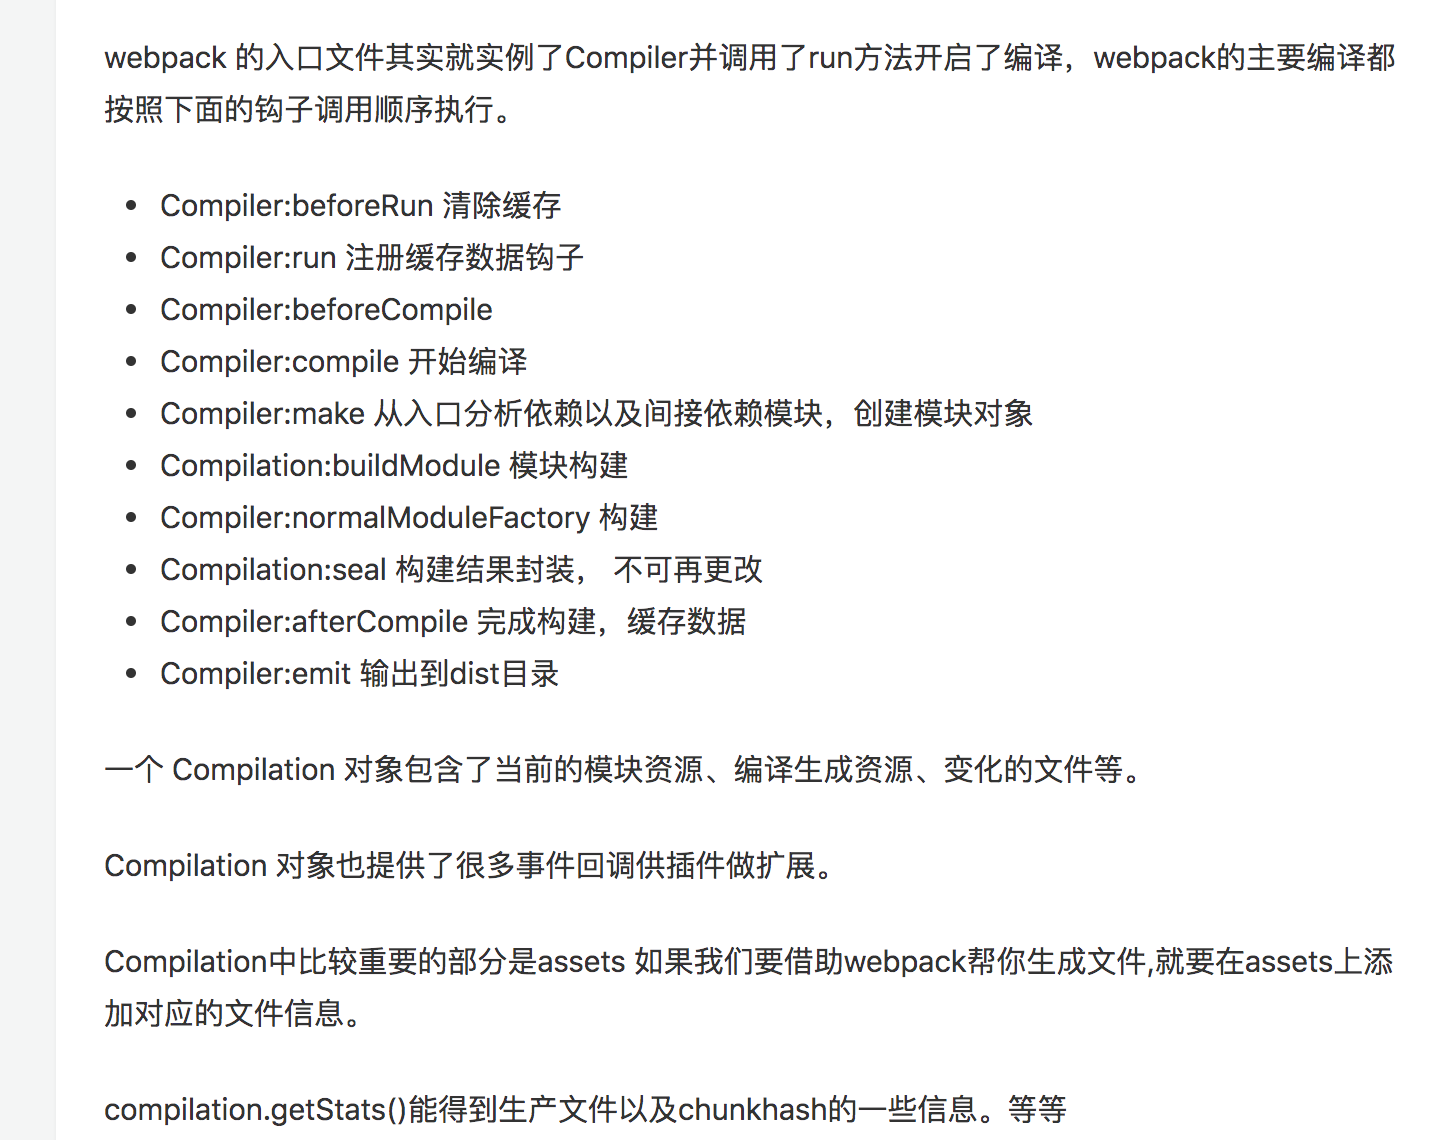 webpack 的入口文件其实就实例了Compiler并调用了run方法开启了编译，webpack的主要编译都
按照下面的钩子调用顺序执行。
• Compiler:beforeRun 清除缓存
• Compiler:run 注册缓存数据钩子
• Compiler:beforeCompile
• Compiler:compile 开始编译
• Compiler:make 从入口分析依赖以及间接依赖模块，创建模块对象
• Compilation:buildModule 模块构建
• Compiler:normalModuleFactory 构建
• Compilation:seal 构建结果封装， 不可再更改
• Compiler:afterCompile 完成构建，缓存数据
• Compiler:emit 输出到dist目录
一个 Compilation 对象包含了当前的模块资源、编译生成资源、变化的文件等。
Compilation 对象也提供了很多事件回调供插件做扩展。
Compilation中比较重要的部分是assets 如果我们要借助webpack帮你生成文件,就要在assets上添
加对应的文件信息。
compilation.getStats()能得到生产文件以及chunkhash的一些信息。等等